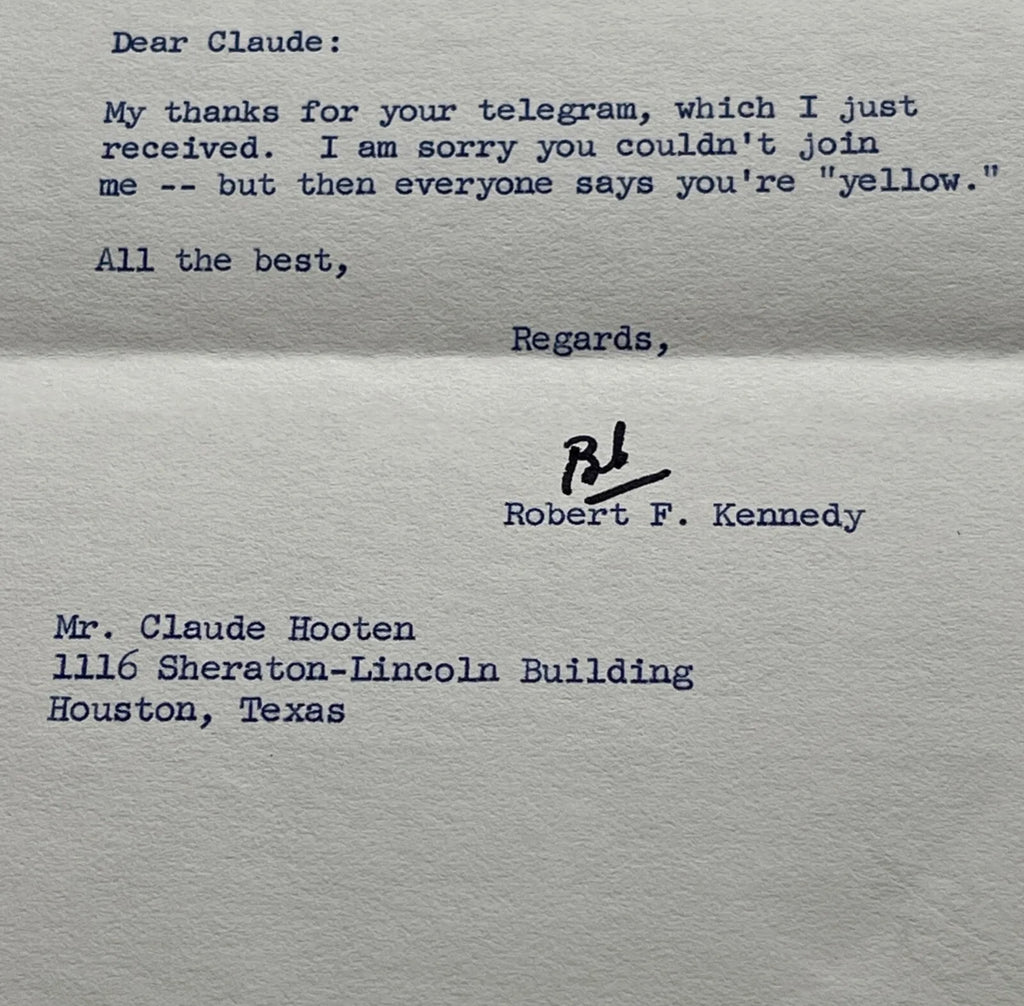 Dear Claude:
My thanks for your telegram, which I just
received. I am sorry you couldn't join
me -- but then everyone says you're "yellow."
All the best,
Regards,
Bob
Robert F. Kennedy
Mr. Claude Hooten
1116 Sheraton-Lincoln Building
Houston, Texas